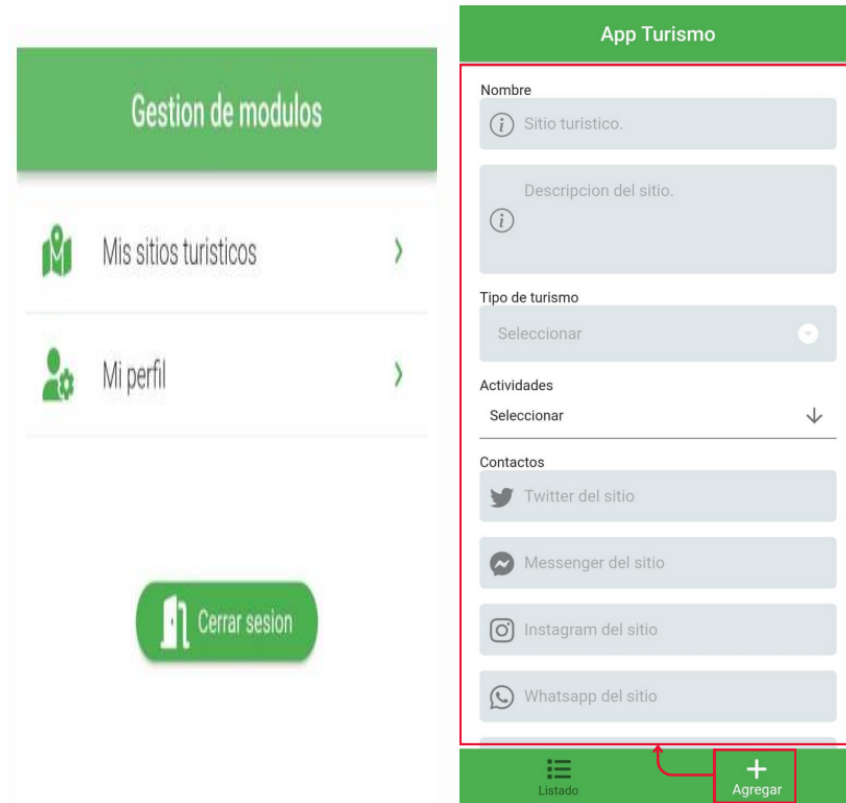 Gestion de modulos
Mis sitios turisticos
Mi perfil
Cerrar sesion
App Turismo
Nombre
Sitio turistico.
Descripcion del sitio.
Tipo de turismo
Seleccionar
Actividades
Seleccionar
Contactos
Twitter del sitio
Messenger del sitio
Instagram del sitio
Whatsapp del sitio
Listado
Agregar